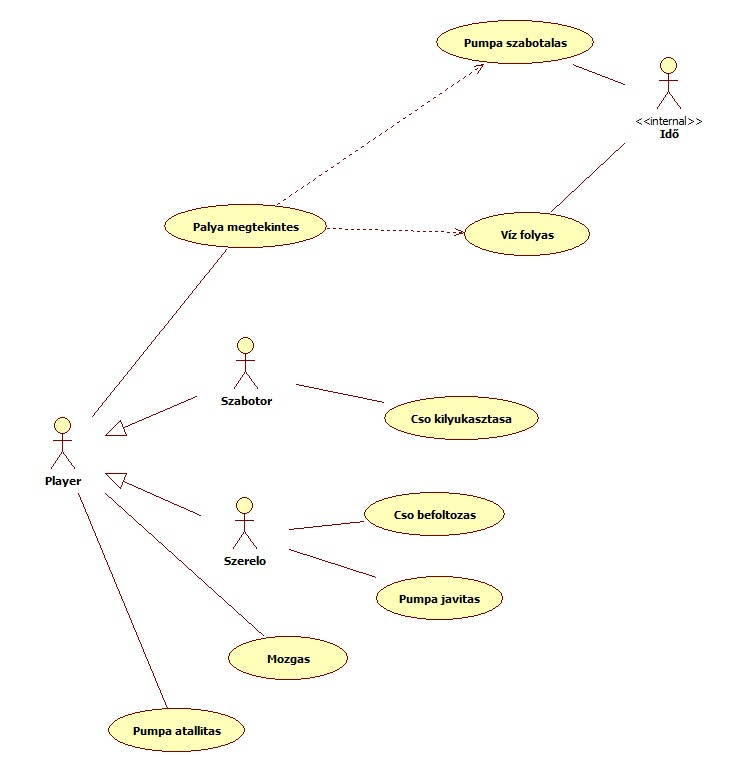 Pumpa szabotalas
<<internal>>
Idő
Palya megtekintes
Víz folyas
Szabotor
Cso kilyukasztasa
Player
Cso befoltozas
Szerelo
Pumpa javitas
Mozgas
Pumpa atallitas